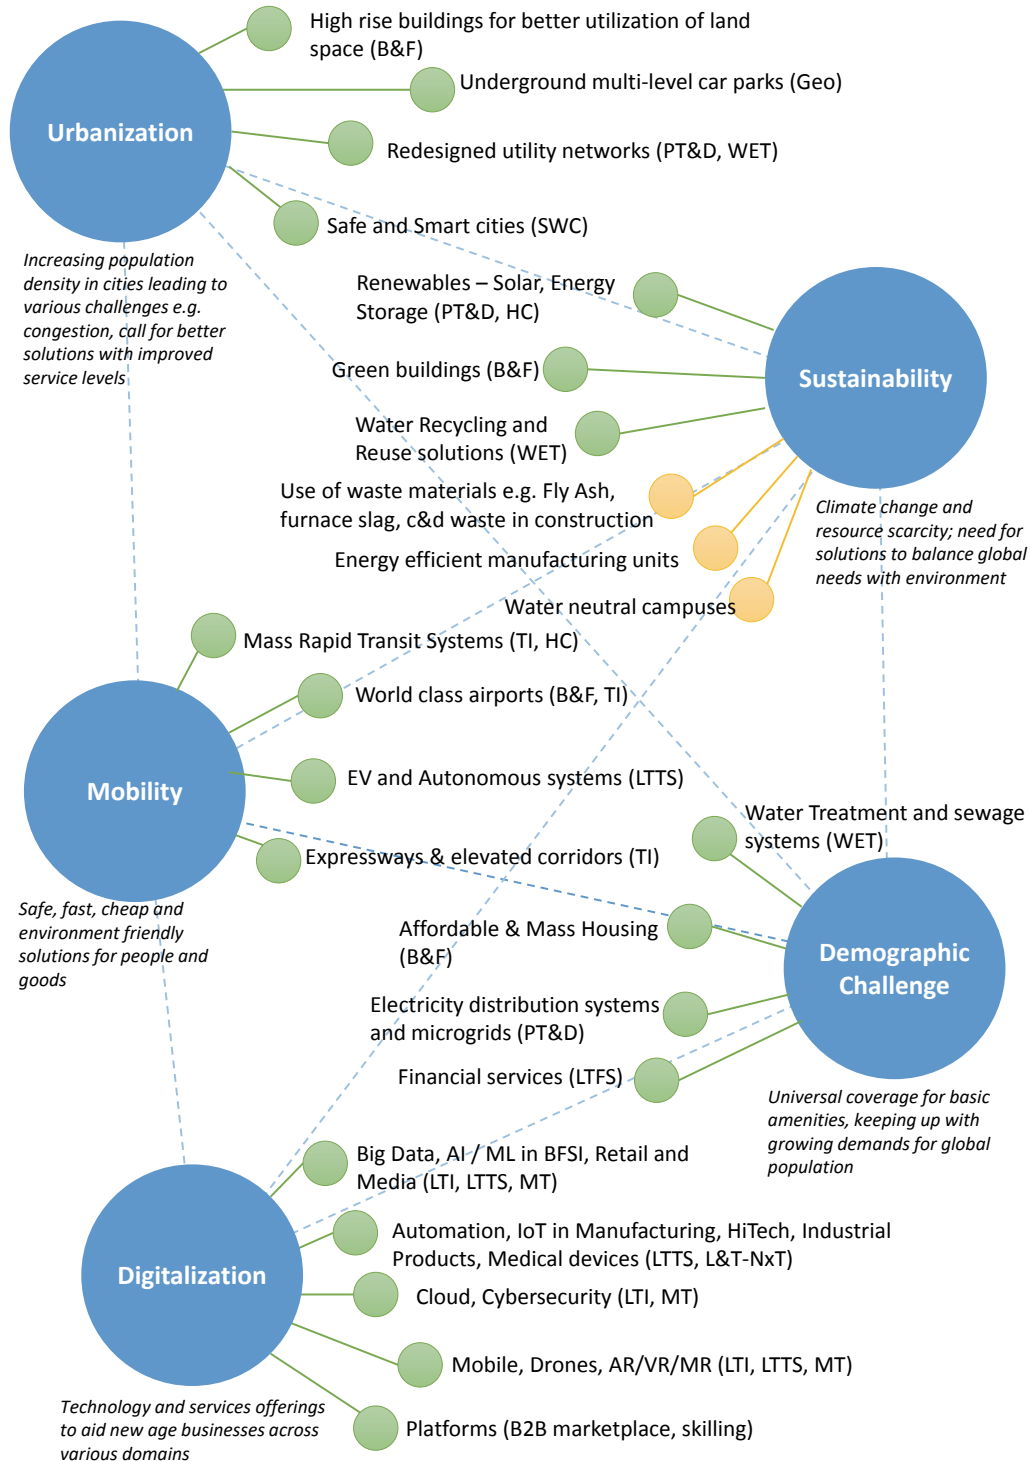 High rise buildings for better utilization of land
space (B&F)
Underground multi-level car parks (Geo)
Urbanization
Redesigned utility networks (PT&D, WET)
Safe and Smart cities (SWC)
Increasing population
density in cities leading to
various challenges e.g.
congestion, call for better
solutions with improved
service levels
Renewables – Solar, Energy
Storage (PT&D, HC)
Green buildings (B&F)
Sustainability
Water Recycling and
Reuse solutions (WET)
Use of waste materials e.g. Fly Ash,
furnace slag, c&d waste in construction
Energy efficient manufacturing units
Water neutral campuses
Climate change and
resource scarcity; need for
solutions to balance global
needs with environment
Mass Rapid Transit Systems (TI, HC)
World class airports (B&F, TI)
Mobility
EV and Autonomous systems (LTTS)
Expressways & elevated corridors (TI)
Safe, fast, cheap and
environment friendly
solutions for people and
goods
Water Treatment and sewage
systems (WET)
Affordable & Mass Housing
(B&F)
Demographic
Challenge
Electricity distribution systems
and microgrids (PT&D)
Financial services (LTFS)
Universal coverage for basic
amenities, keeping up with
growing demands for global
population
Big Data, AI / ML in BFSI, Retail and
Media (LTI, LTTS, MT)
Automation, IoT in Manufacturing, HiTech, Industrial
Products, Medical devices (LTTS, L&T-NxT)
Digitalization
Cloud, Cybersecurity (LTI, MT)
Mobile, Drones, AR/VR/MR (LTI, LTTS, MT)
Platforms (B2B marketplace, skilling)
Technology and services offerings
to aid new age businesses across
various domains